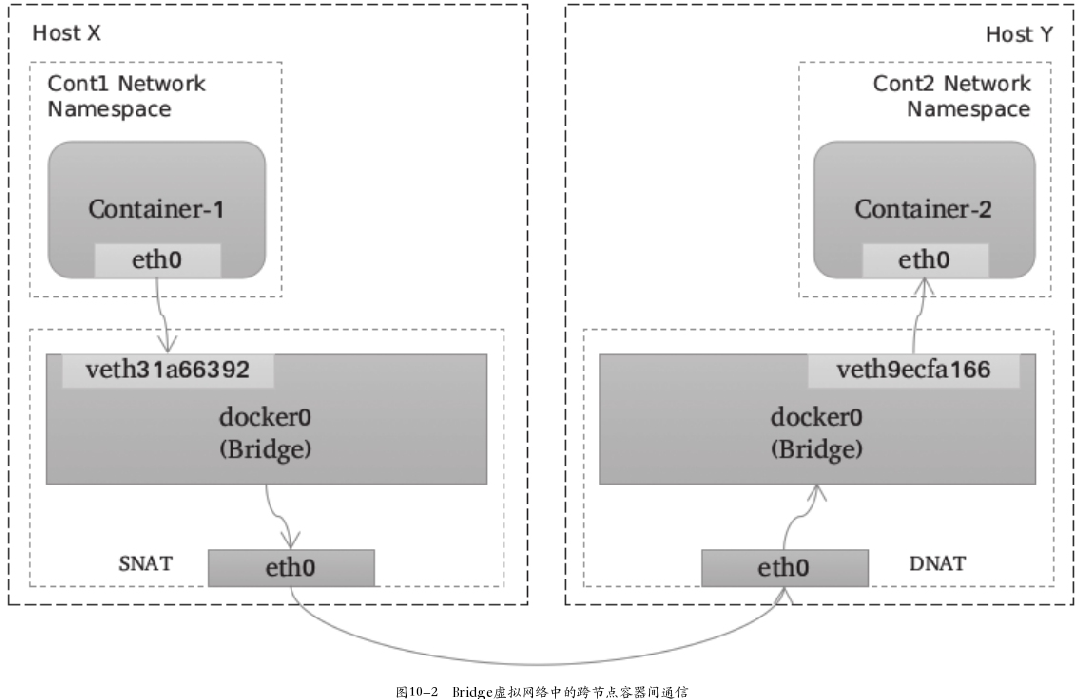 Host X
Cont1 Network
Namespace
Container-1
eth0
veth31a66392
docker0
(Bridge)
SNAT
eth0
Host Y
Cont2 Network
Namespace
Container-2
eth0
veth9ecfa166
docker0
(Bridge)
eth0
DNAT
图10-2 Bridge虚拟网络中的跨节点容器间通信